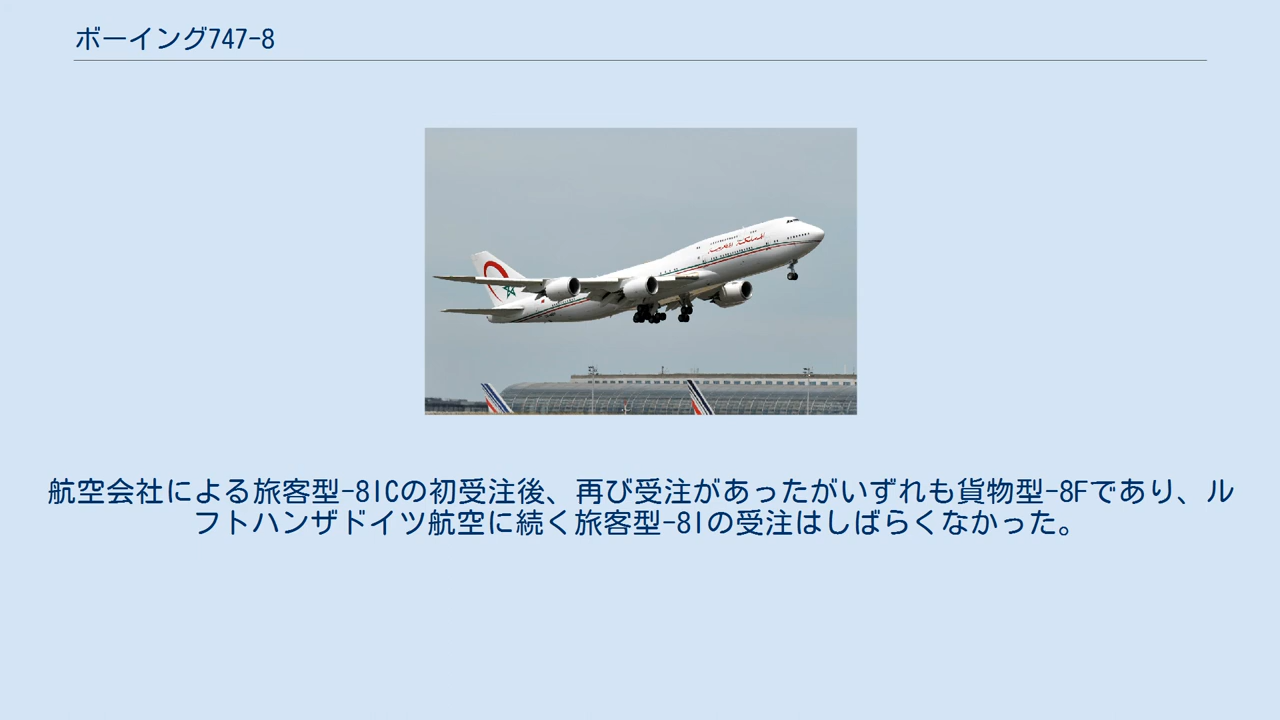 ボーイング747-8
航空会社による旅客型-8ICの初受注後、再び受注があったがいずれも貨物型-8Fであり、ル
フトハンザドイツ航空に続く旅客型-8Iの受注はしばらくなかった。